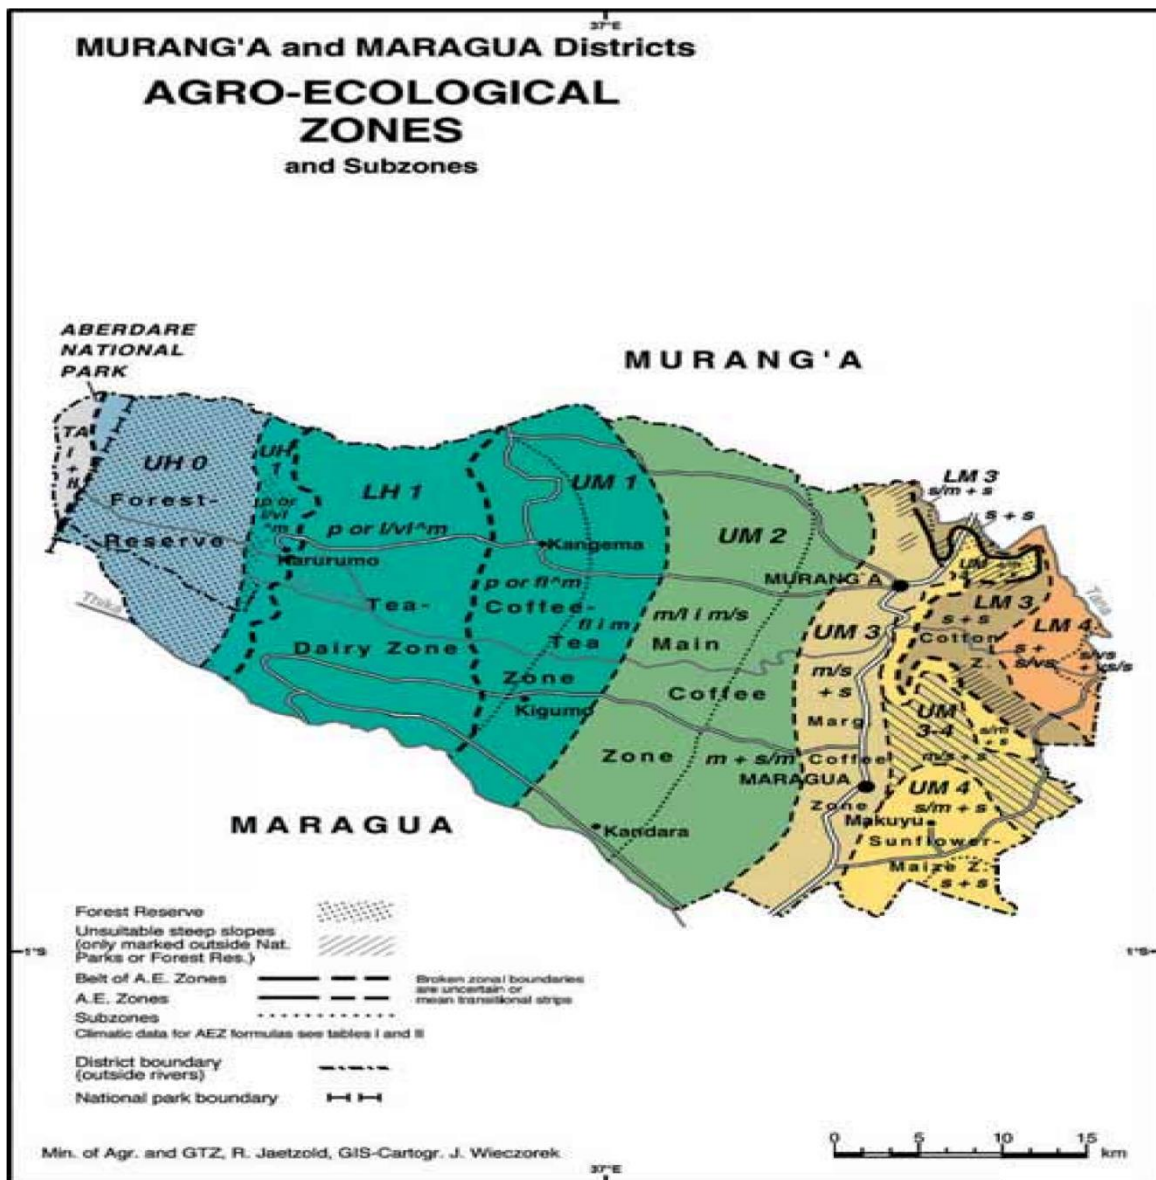 37°E
MURANG'A and MARAGUA Districts
AGRO-ECOLOGICAL
ZONES
and Subzones
ABERDARE
NATIONAL
PARK
MURANG'A
TA
I
+
II
UH 0
Forest-
Reserve
UH
1
p or
l/vl
^m
LH 1
p or l/vl^m
Karurumo
Tea-
Dairy Zone
UM 1
Kangema
p or fl^m
Coffee-
fl i m
Tea
Zone
Kigumo
UM 2
m/l i m/s
Main
Coffee
Zone
m + s/m
Kandara
MURANG'A
UM 3
m/s
+ s
Marg
Coffee
MARAGUA
Zone
LM 3
s/m + s
s + s
LM 3
s + s
Cotton
Z.
LM 4
s +
s/vs
s/vs
Tana
Thika
UM
3-4
s/m
+ s
m/s + s
UM 4
s/m + s
Makuyu
Sunflower-
Maize Z.
s + s
MARAGUA
Forest Reserve
Unsuitable steep slopes
(only marked outside Nat.
Parks or Forest Res.)
1°S
1°S
Belt of A.E. Zones
A.E. Zones
Broken zonal boundaries
are uncertain or
mean transitional strips
Subzones
Climatic data for AEZ formulas see tables I and II
District boundary
(outside rivers)
National park boundary
Min. of Agr. and GTZ, R. Jaetzold, GIS-Cartogr. J. Wieczorek
0 5 10 15
km
37°E